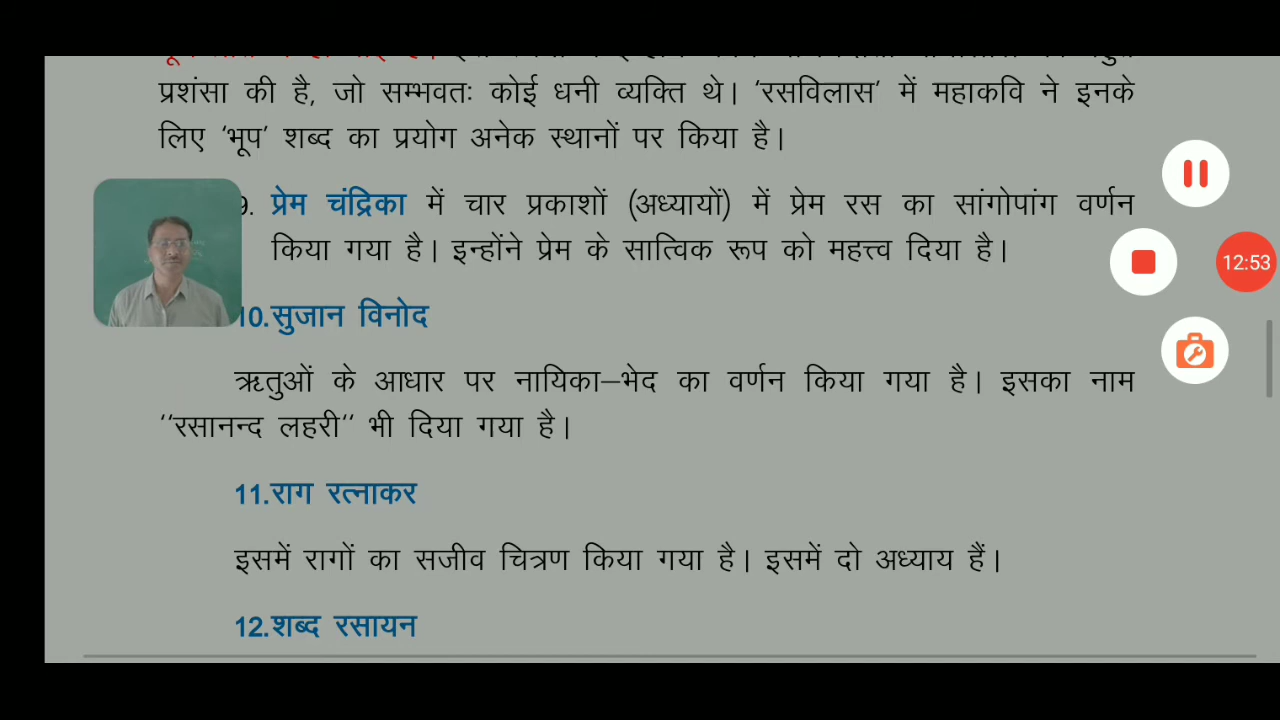 प्रशंसा की है, जो सम्भवतः कोई धनी व्यक्ति थे। 'रसविलास' में महाकवि ने इनके
लिए 'भूप' शब्द का प्रयोग अनेक स्थानों पर किया है।
9. प्रेम चंद्रिका में चार प्रकाशों (अध्यायों) में प्रेम रस का सांगोपांग वर्णन
किया गया है। इन्होंने प्रेम के सात्विक रूप को महत्त्व दिया है।
10.सुजान विनोद
ऋतुओं के आधार पर नायिका–भेद का वर्णन किया गया है। इसका नाम
''रसानन्द लहरी'' भी दिया गया है।
11.राग रत्नाकर
इसमें रागों का सजीव चित्रण किया गया है। इसमें दो अध्याय हैं।
12.शब्द रसायन
12:53